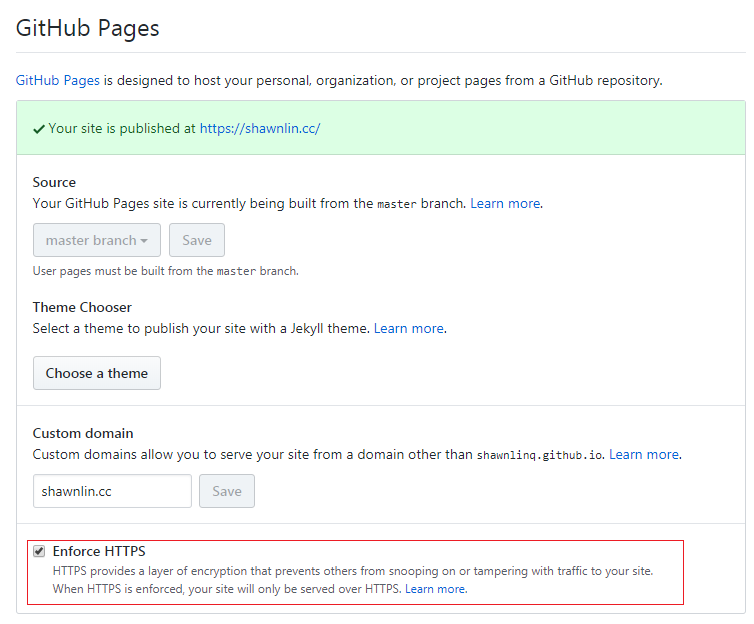 GitHub Pages
GitHub Pages is designed to host your personal, organization, or project pages from a GitHub repository.
Your site is published at https://shawnlin.cc/
Source
Your GitHub Pages site is currently being built from the master branch. Learn more.
master branch Save
User pages must be built from the master branch.
Theme Chooser
Select a theme to publish your site with a Jekyll theme. Learn more.
Choose a theme
Custom domain
Custom domains allow you to serve your site from a domain other than shawnlinq.github.io. Learn more.
shawnlin.cc Save
Enforce HTTPS
HTTPS provides a layer of encryption that prevents others from snooping on or tampering with traffic to your site.
When HTTPS is enforced, your site will only be served over HTTPS. Learn more.